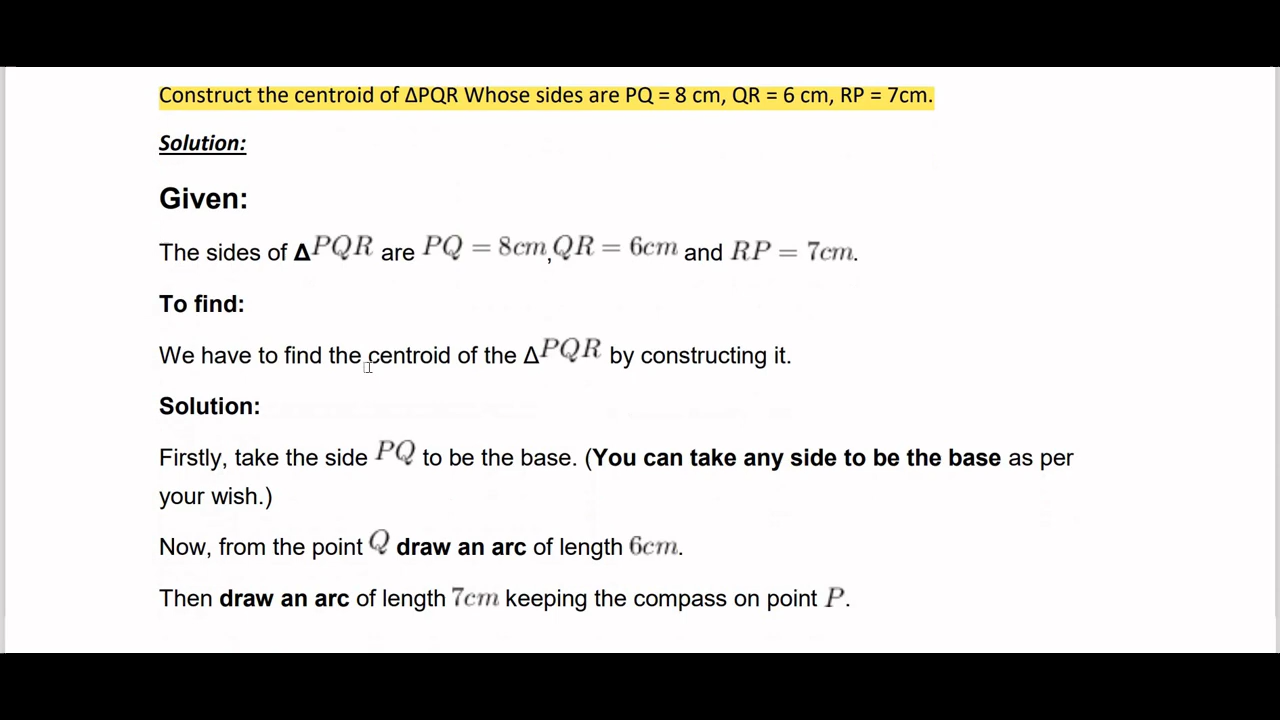 Construct the centroid of ΔPQR Whose sides are PQ = 8 cm, QR = 6 cm, RP = 7cm.
Solution:
Given:
The sides of ΔPQR are PQ = 8cm,QR = 6cm and RP = 7cm.
To find:
We have to find the centroid of the ΔPQR by constructing it.
Solution:
Firstly, take the side PQ to be the base. (You can take any side to be the base as per
your wish.)
Now, from the point Q draw an arc of length 6cm.
Then draw an arc of length 7cm keeping the compass on point P.